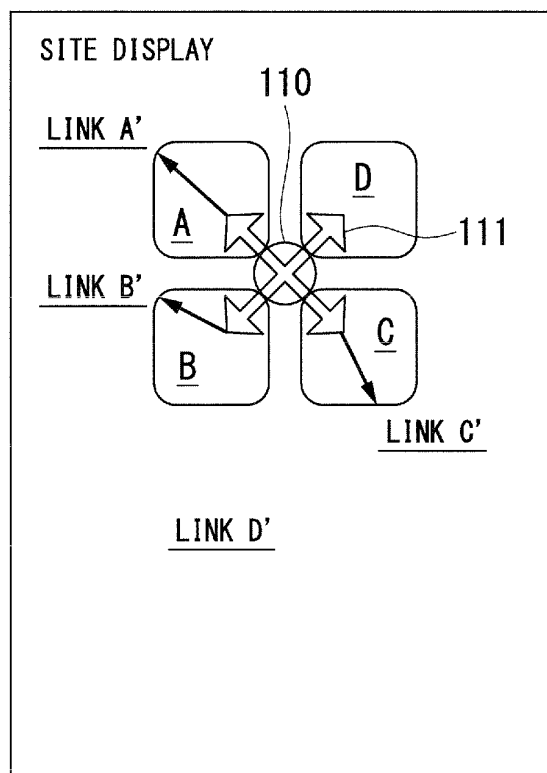 SITE DISPLAY
110
LINK A'
D
A
111
LINK B'
C
B
LINK C'
LINK D'